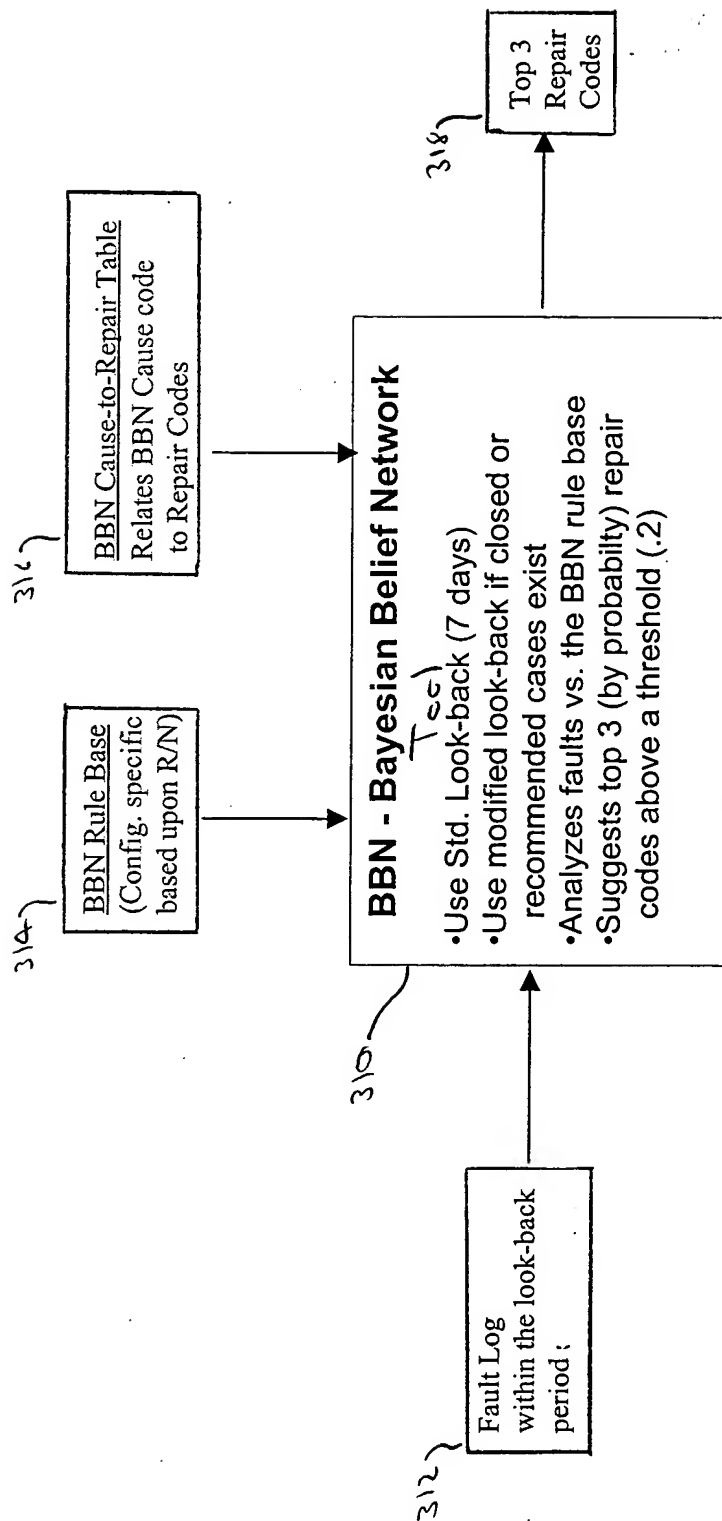 314
BBN Rule Base
(Config. specific
based upon R/N)
316
BBN Cause-to-Repair Table
Relates BBN Cause code
to Repair Codes
312
Fault Log
within the look-back
period
310
BBN - Bayesian Belief Network
Tool
•Use Std. Look-back (7 days)
•Use modified look-back if closed or
recommended cases exist
•Analyzes faults vs. the BBN rule base
•Suggests top 3 (by probabilty) repair
codes above a threshold (.2)
318
Top 3
Repair
Codes